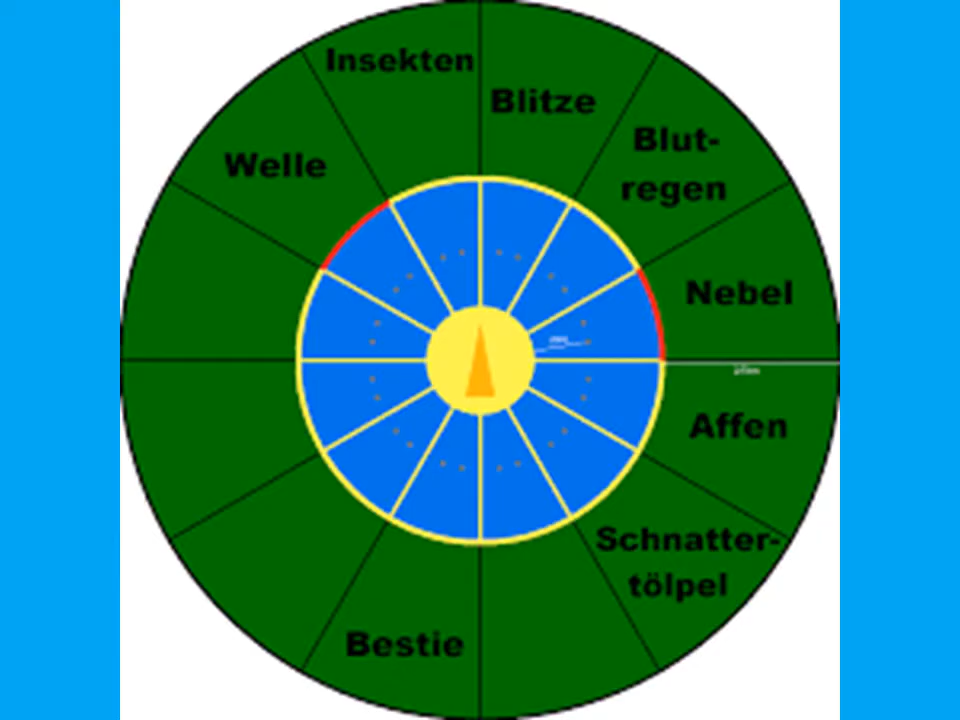 Insekten
Blitze
Blut-
regen
Welle
Nebel
Affen
Schnatter-
tölpel
Bestie